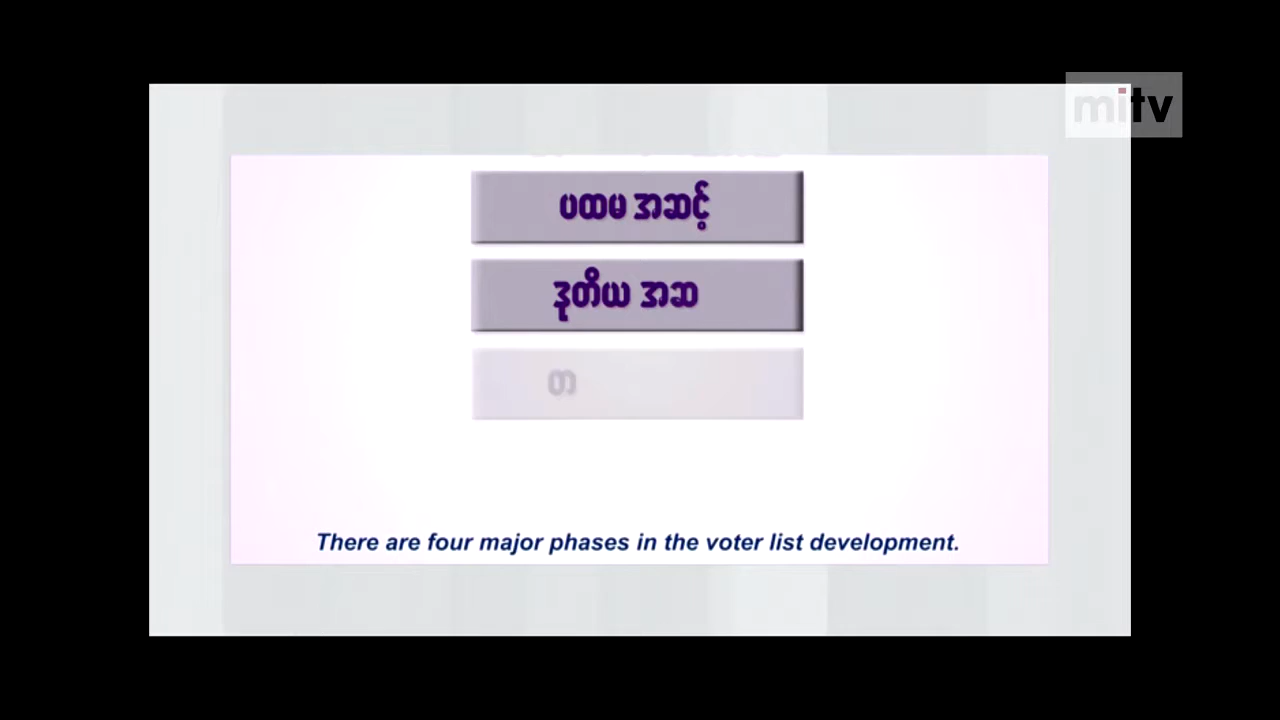 mitv
ပထမ အဆင့်
ဒုတိယ အဆ
တ
There are four major phases in the voter list development.